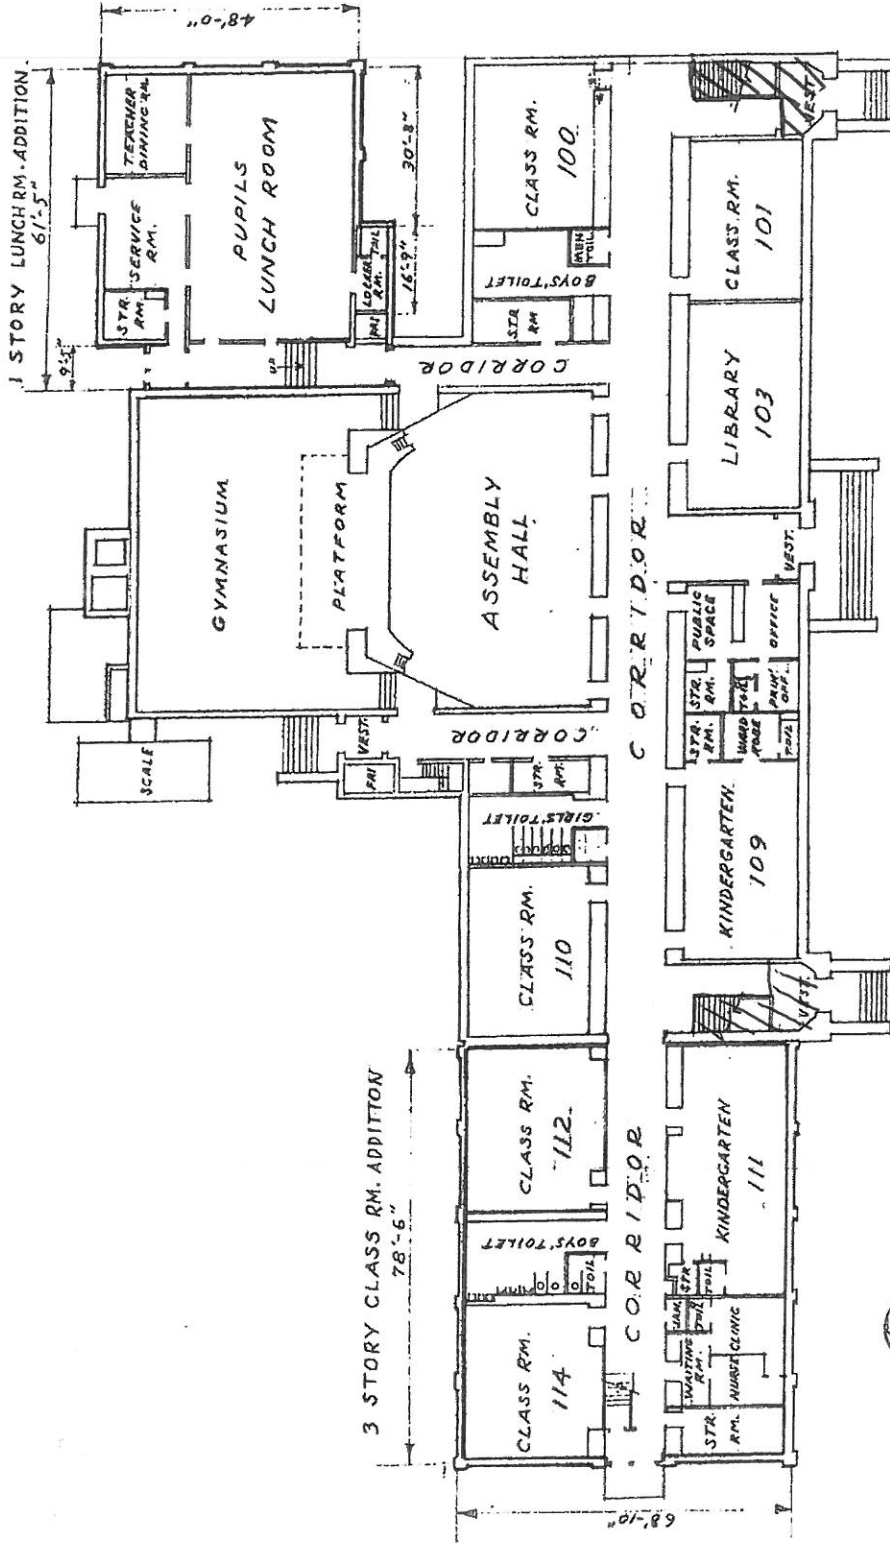 1 STORY LUNCH RM. ADDITION.
61'-5"
9'-5"
48'-0"
TEACHER
DINING RM.
SERVICE
RM.
STR.
RM.
PUPILS
LUNCH ROOM
LOCKER
RM.
TOIL
FAI
30'-8"
16'-9"
UP
CORRIDOR
GYMNASIUM
PLATFORM
ASSEMBLY
HALL
SCALE
VEST.
FAI
CORRIDOR
STR.
RM.
GIRLS' TOILET
CLASS RM.
110
CLASS RM.
100
MEN
TOIL.
BOYS' TOILET
STR
RM
CORRIDOR
VEST.
CLASS. RM.
101
LIBRARY
103
VEST.
PUBLIC
SPACE
OFFICE
STR.
RM.
TOIL
PRIN.
OFF.
STR.
RM.
WARD
ROBE
TOIL
KINDERGARTEN
109
VEST.
3 STORY CLASS RM. ADDITION
78'-6"
68'-10"
CLASS RM.
112
BOYS' TOILET
TOIL
CLASS RM.
114
CORRIDOR
KINDERGARTEN
111
STR
TOIL
JAN.
TOIL
WAITING
RM.
NURSE CLINIC
STR.
RM.